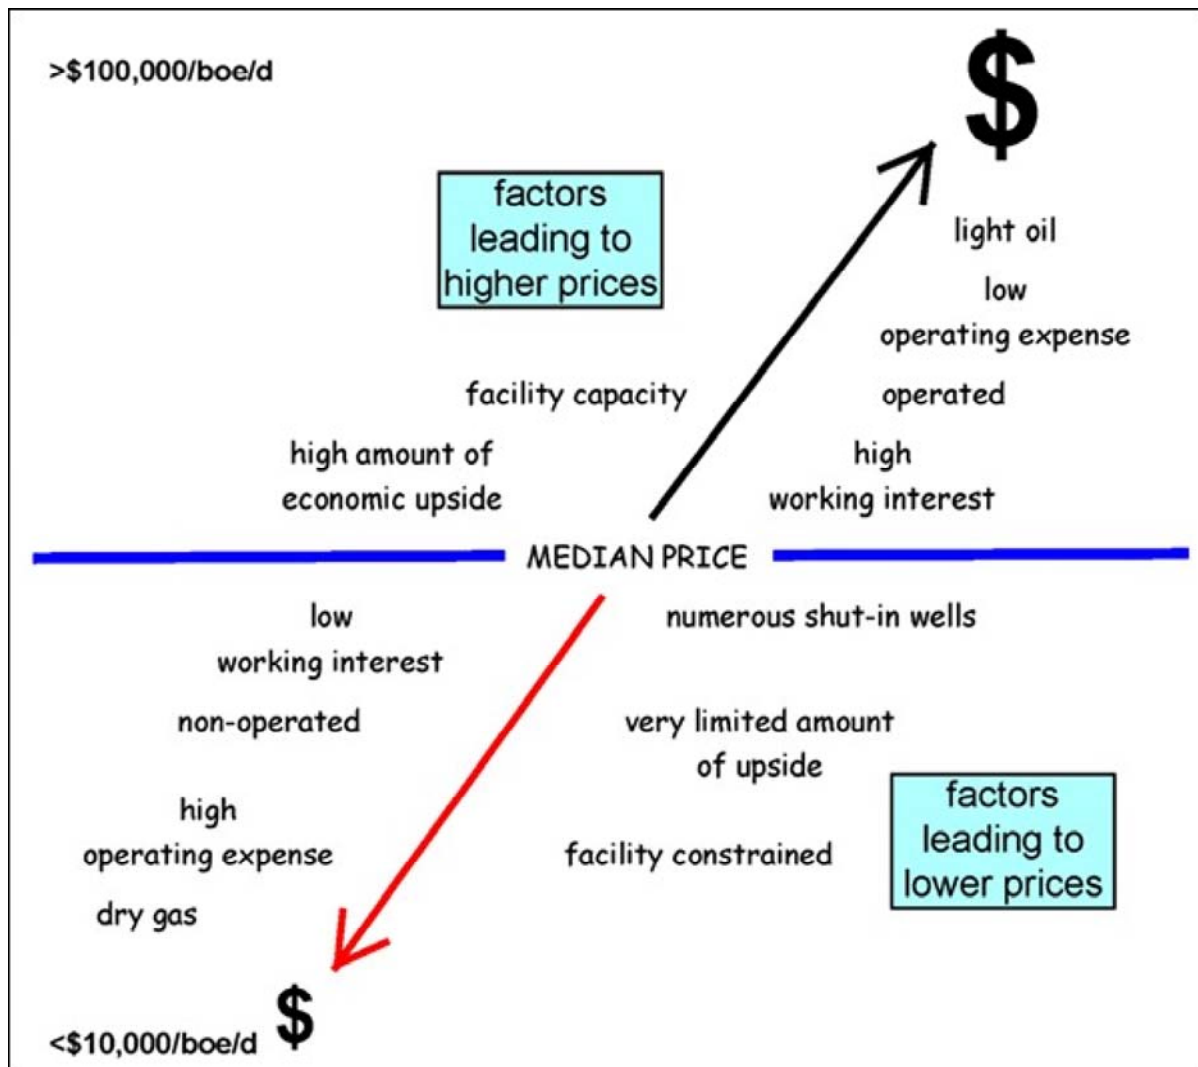 >$100,000/boe/d
$
factors
leading to
higher prices
light oil
low
operating expense
facility capacity
operated
high amount of
economic upside
high
working interest
MEDIAN PRICE
low
working interest
numerous shut-in wells
non-operated
very limited amount
of upside
high
operating expense
facility constrained
factors
leading to
lower prices
dry gas
$
<$10,000/boe/d